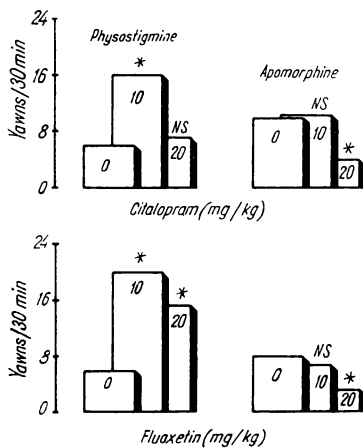 24
Physostigmine
*
Yawns/30 min
16
10
Apomorphine
NS
NS
8
0
20
0
10
*
20
0
Citalopram (mg/kg)
24
*
Yawns/30 min
10
*
16
20
8
0
0
NS
10
*
20
0
Fluaxetin (mg/kg)